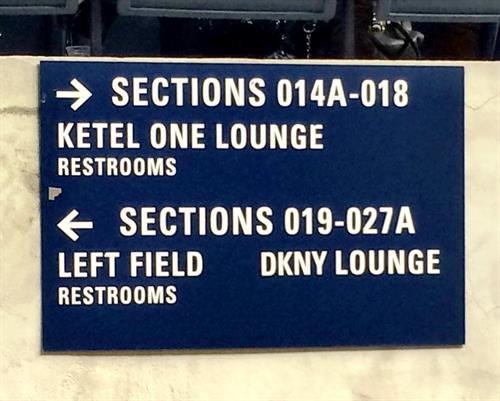 → SECTIONS 014A-018
KETEL ONE LOUNGE
RESTROOMS
← SECTIONS 019-027A
LEFT FIELD DKNY LOUNGE
RESTROOMS